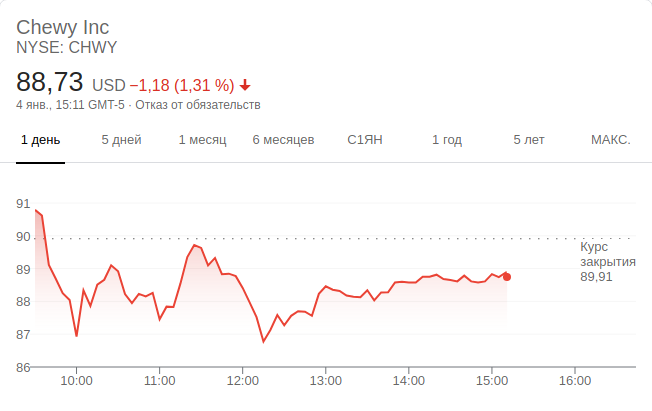 Chewy Inc
NYSE: CHWY
88,73 USD −1,18 (1,31 %)
4 янв., 15:11 GMT-5 · Отказ от обязательств
1 день 5 дней 1 месяц 6 месяцев С1ЯН 1 год 5 лет МАКС.
91
90
89
88
87
86
Курс
закрытия
89,91
10:00 11:00 12:00 13:00 14:00 15:00 16:00